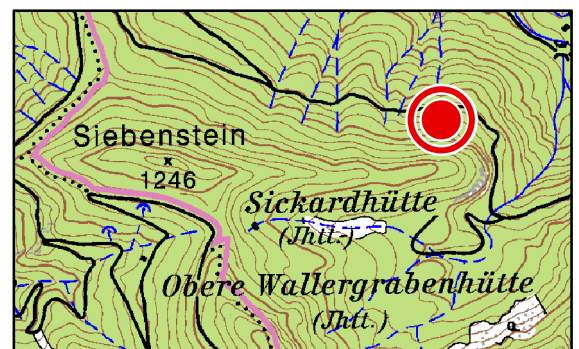 Siebenstein
1246
Sickardhütte
(Jhtt.)
Obere Wallergrabenhütte
(Jhtt.)